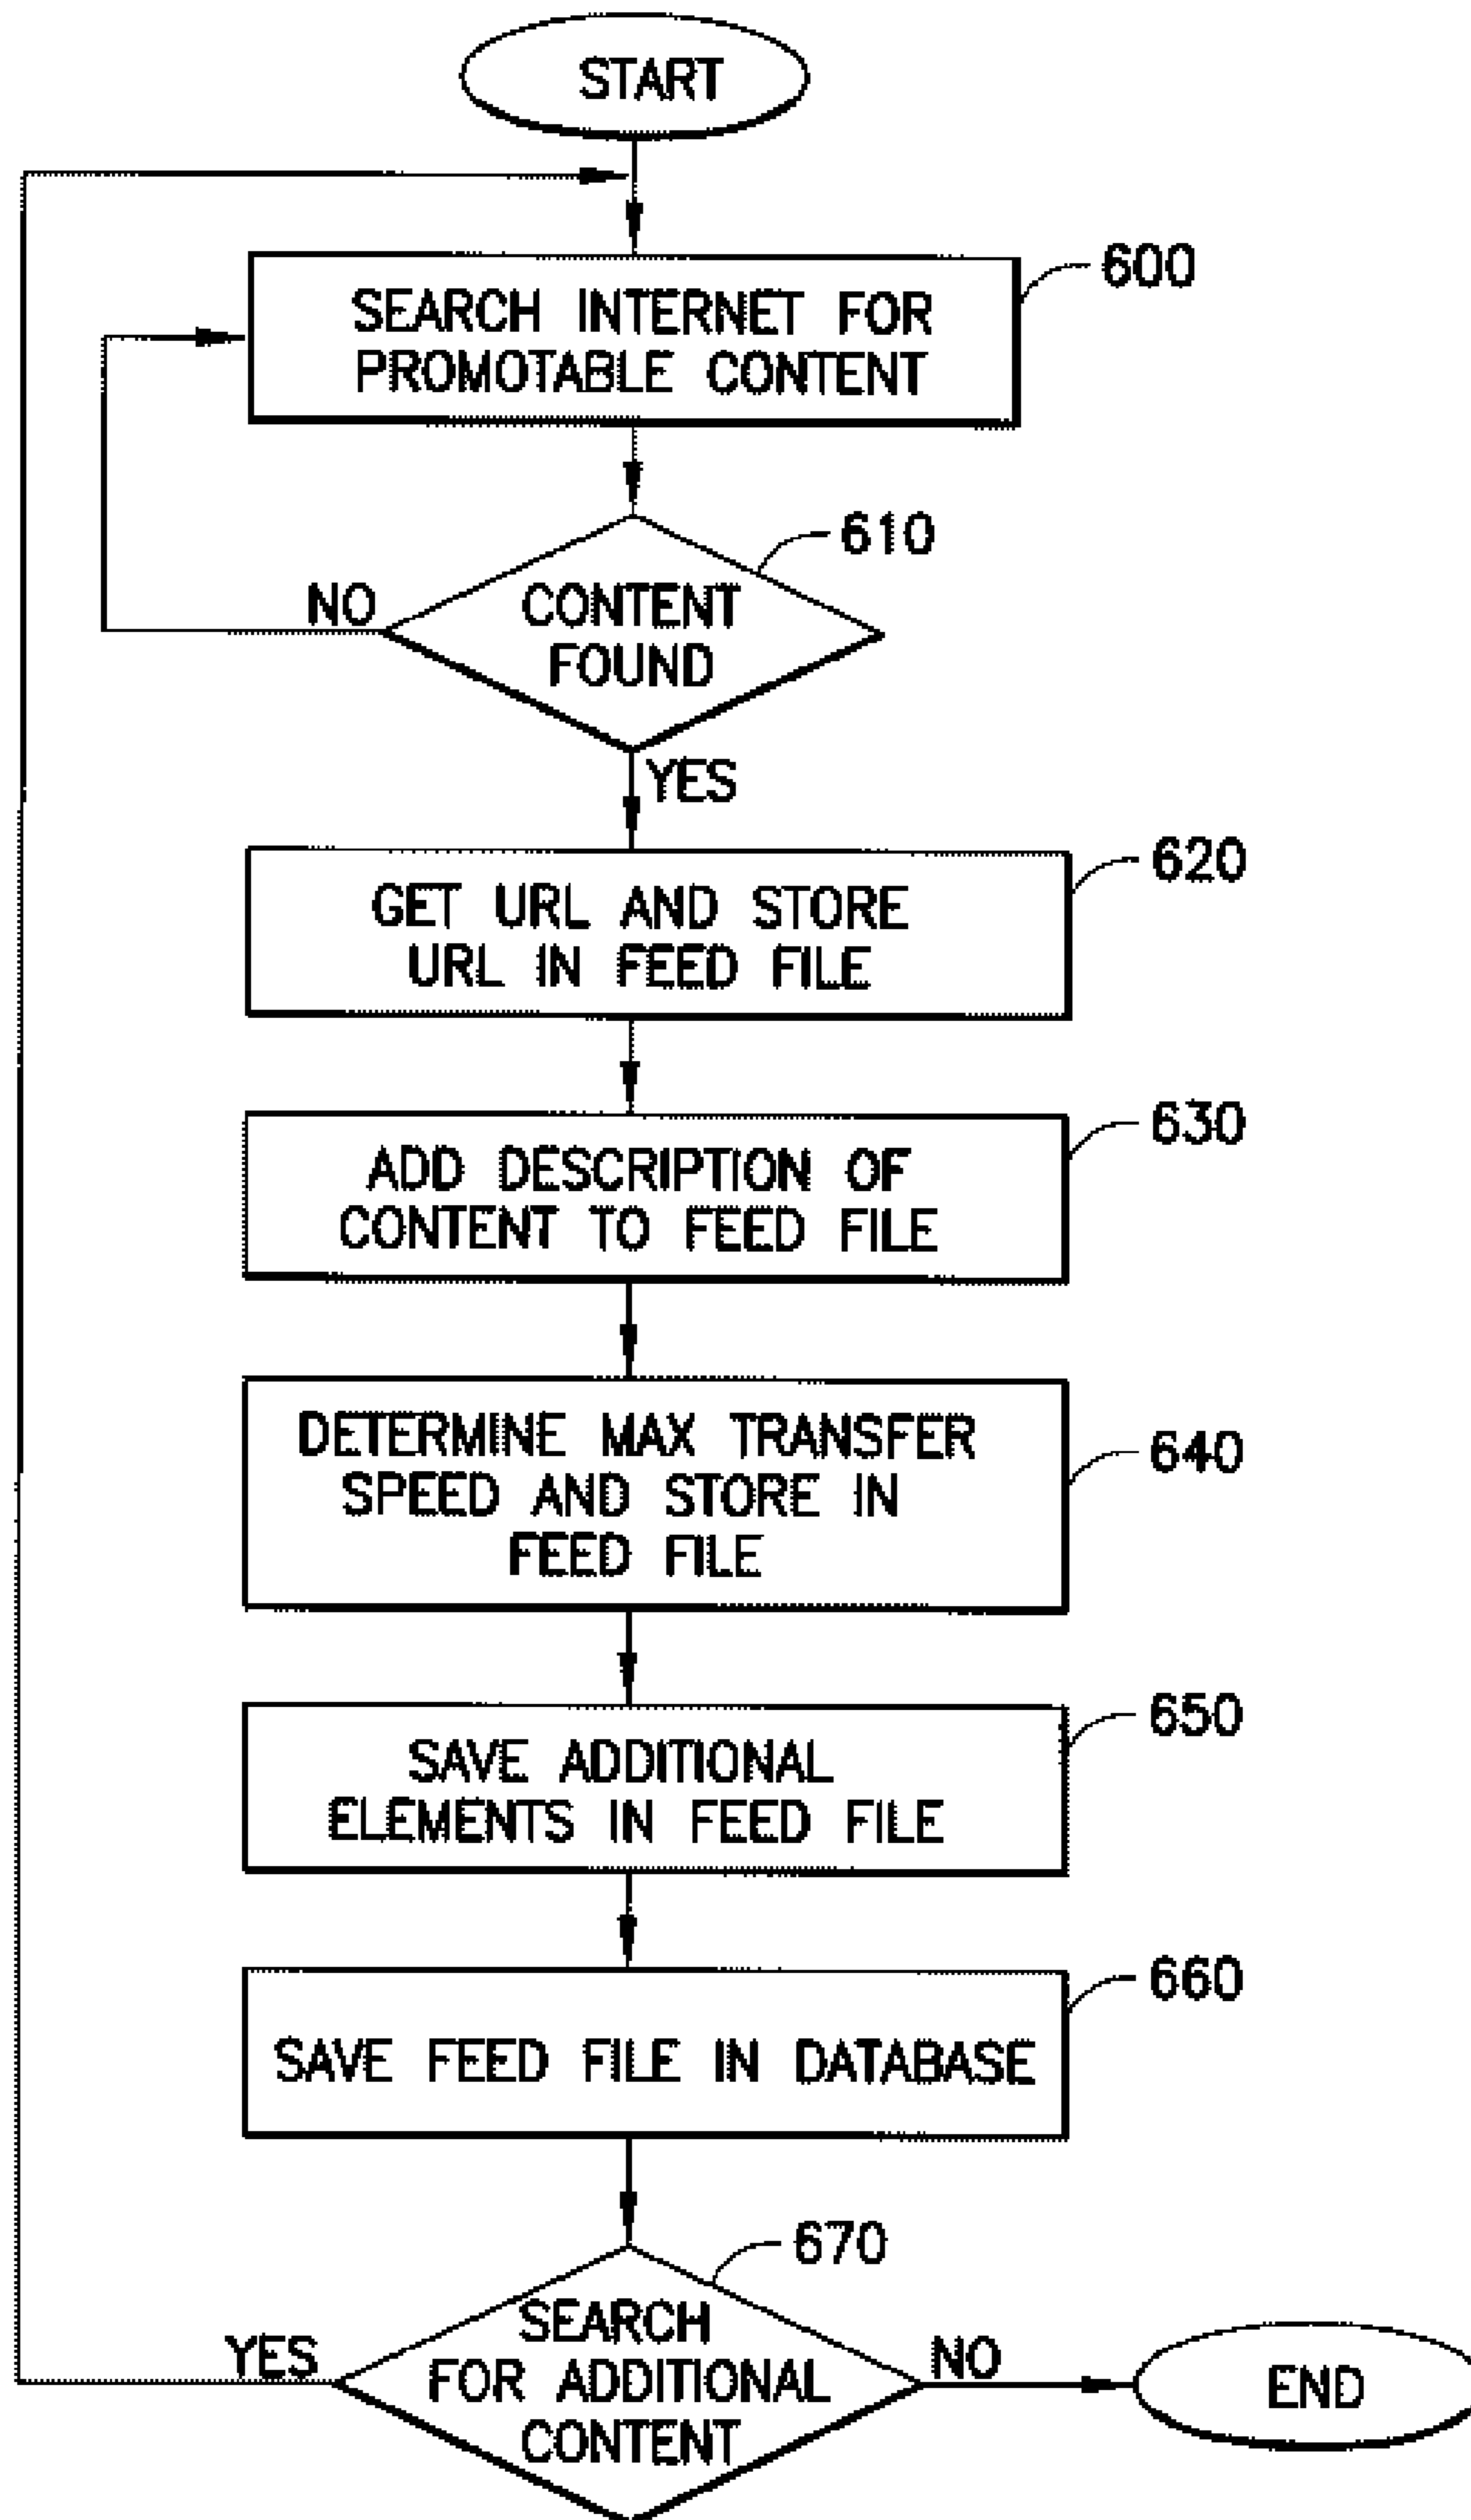 START
600
SEARCH INTERNET FOR
PROMOTABLE CONTENT
610
NO
CONTENT
FOUND
YES
620
GET URL AND STORE
URL IN FEED FILE
630
ADD DESCRIPTION OF
CONTENT TO FEED FILE
640
DETERMINE MAX TRANSFER
SPEED AND STORE IN
FEED FILE
650
SAVE ADDITIONAL
ELEMENTS IN FEED FILE
660
SAVE FEED FILE IN DATABASE
670
YES
SEARCH
FOR ADDITIONAL
CONTENT
NO
END